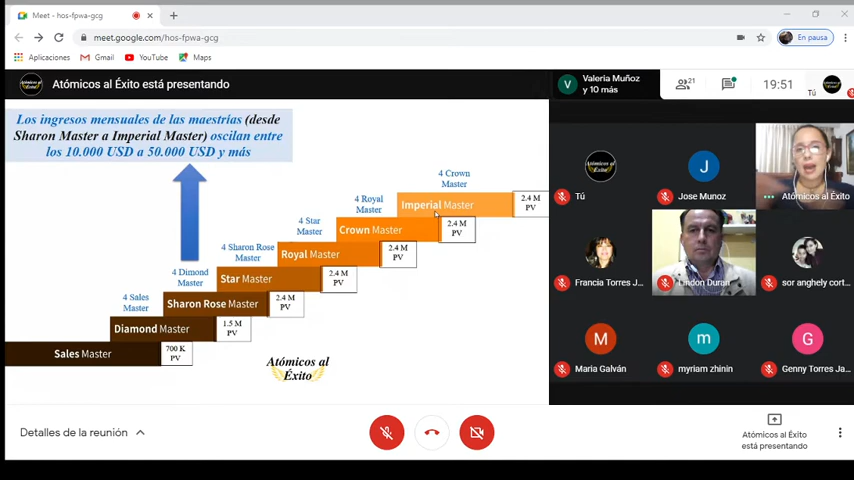 Meet - hos-fpwa-gcg
meet.google.com/hos-fpwa-gcg
En pausa
Aplicaciones
Gmail
YouTube
Maps
Atómicos al Éxito está presentando
Valeria Muñoz
y 10 más
21
19:51
Tú
Los ingresos mensuales de las maestrías (desde
Sharon Master a Imperial Master) oscilan entre
los 10.000 USD a 50.000 USD y más
4 Crown
Master
Imperial Master
2.4 M
PV
4 Royal
Master
Crown Master
2.4 M
PV
4 Star
Master
Royal Master
2.4 M
PV
4 Sharon Rose
Master
Star Master
2.4 M
PV
4 Dimond
Master
Sharon Rose Master
2.4 M
PV
4 Sales
Master
Diamond Master
1.5 M
PV
Sales Master
700 K
PV
Atómicos al
Éxito
Atómicos al
Éxito
Tú
J
Jose Munoz
Atómicos al Éxito
Francia Torres J...
Lindon Duran
sor anghely cort...
M
Maria Galván
m
myriam zhinin
G
Genny Torres Ja...
Detalles de la reunión
Atómicos al Éxito
está presentando